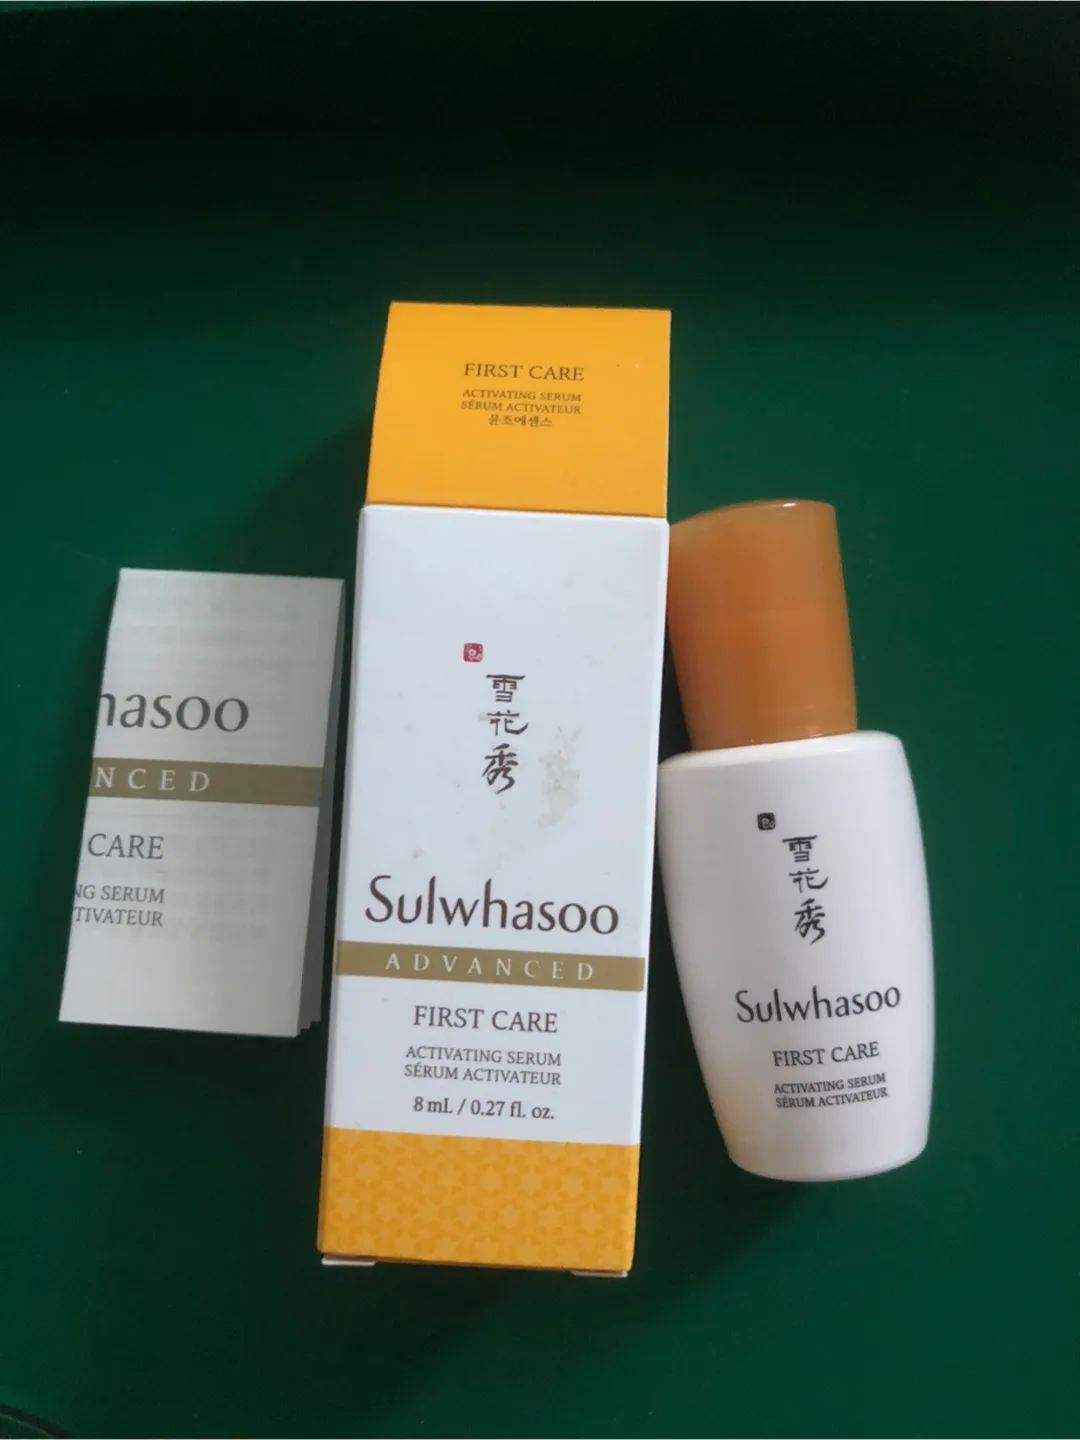 FIRST CARE
ACTIVATING SERUM
SÉRUM ACTIVATEUR
윤조에센스
雪花秀
Sulwhasoo
ADVANCED
FIRST CARE
ACTIVATING SERUM
SÉRUM ACTIVATEUR
8 mL / 0.27 fl. oz.
hasoo
NCED
CARE
NG SERUM
TIVATEUR
雪花秀
Sulwhasoo
FIRST CARE
ACTIVATING SERUM
SÉRUM ACTIVATEUR